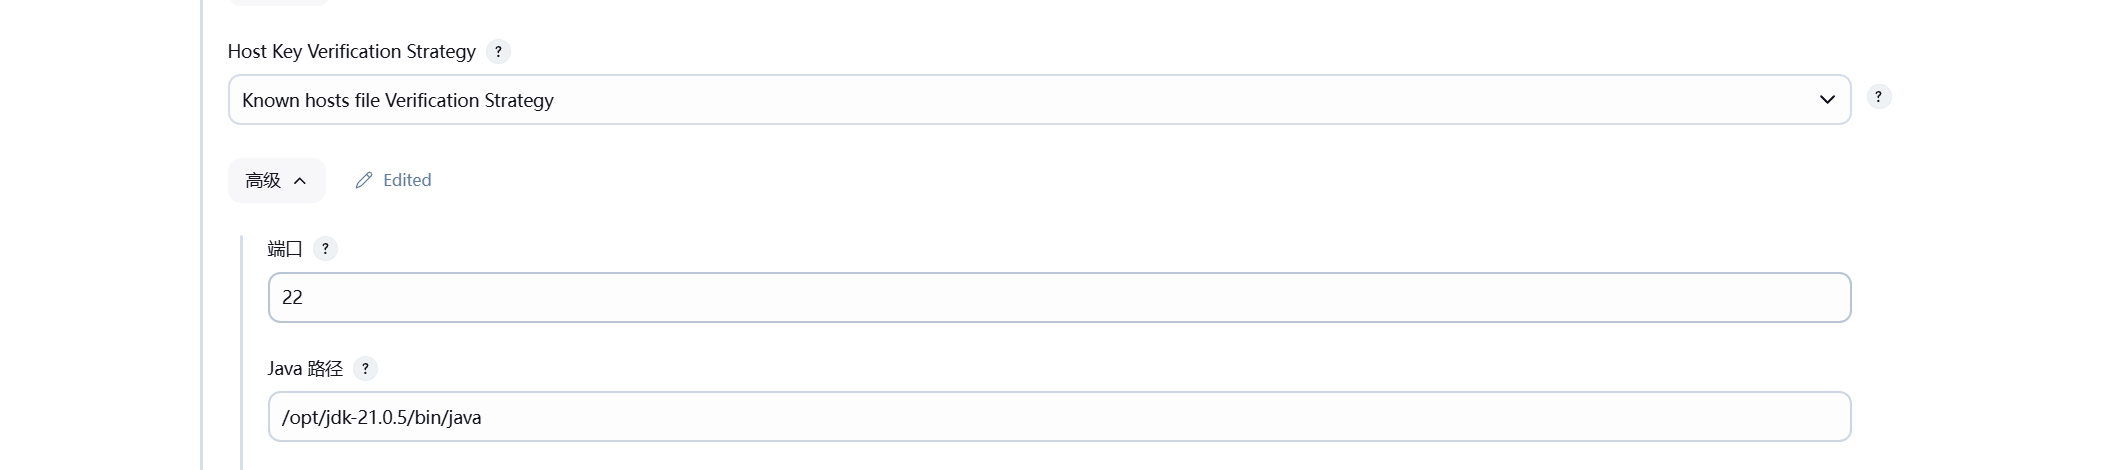 Host Key Verification Strategy ?
Known hosts file Verification Strategy ?
高级 Edited
端口 ?
22
Java 路径 ?
/opt/jdk-21.0.5/bin/java